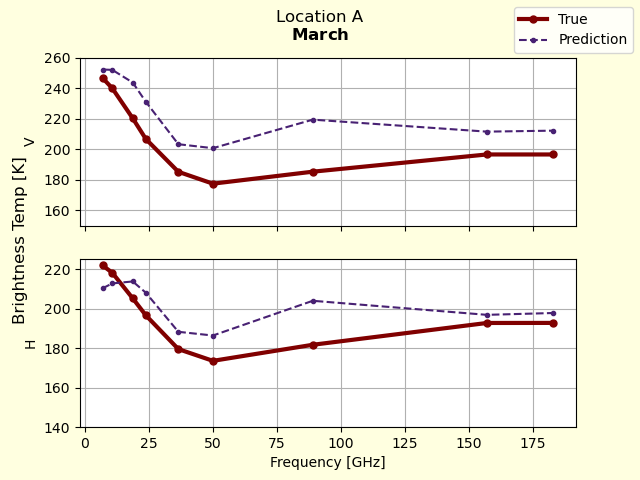 Location A
March
True
Prediction
260
240
220
200
180
160
V
Brightness Temp [K]
220
200
180
160
140
H
0 25 50 75 100 125 150 175
Frequency [GHz]